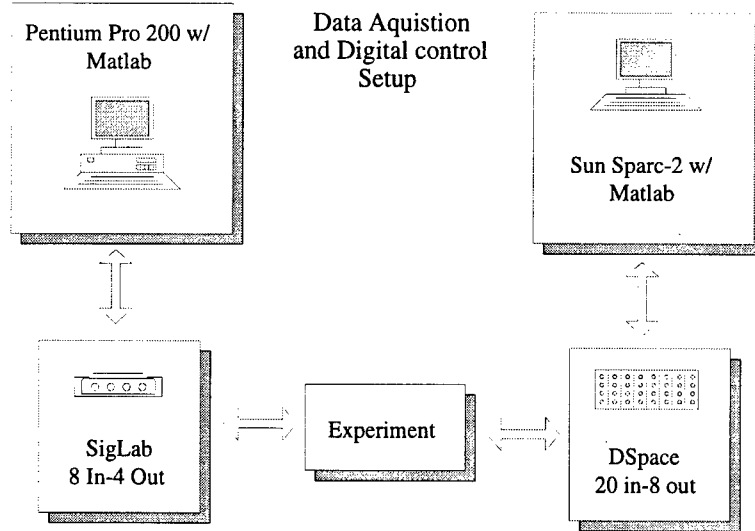 Pentium Pro 200 w/
Matlab
Data Aquistion
and Digital control
Setup
Sun Sparc-2 w/
Matlab
SigLab
8 In-4 Out
Experiment
DSpace
20 in-8 out